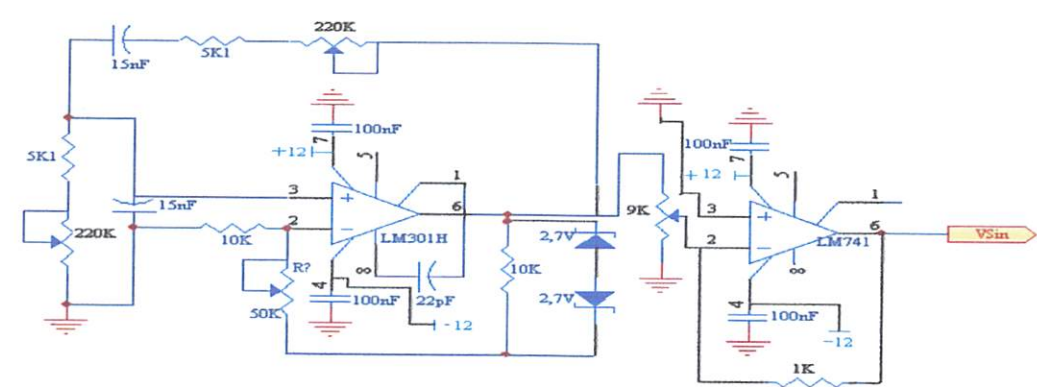 220K
15nF
5K1
100nF
7
5
+12
5K1
3
+
1
6
15nF
220K
10K
2
LM301H
R?
50K
4
100nF
8
22pF
-12
10K
2,7V
2,7V
9K
100nF
7
5
+12
3
+
1
2
6
LM741
VSin
8
4
100nF
-12
1K